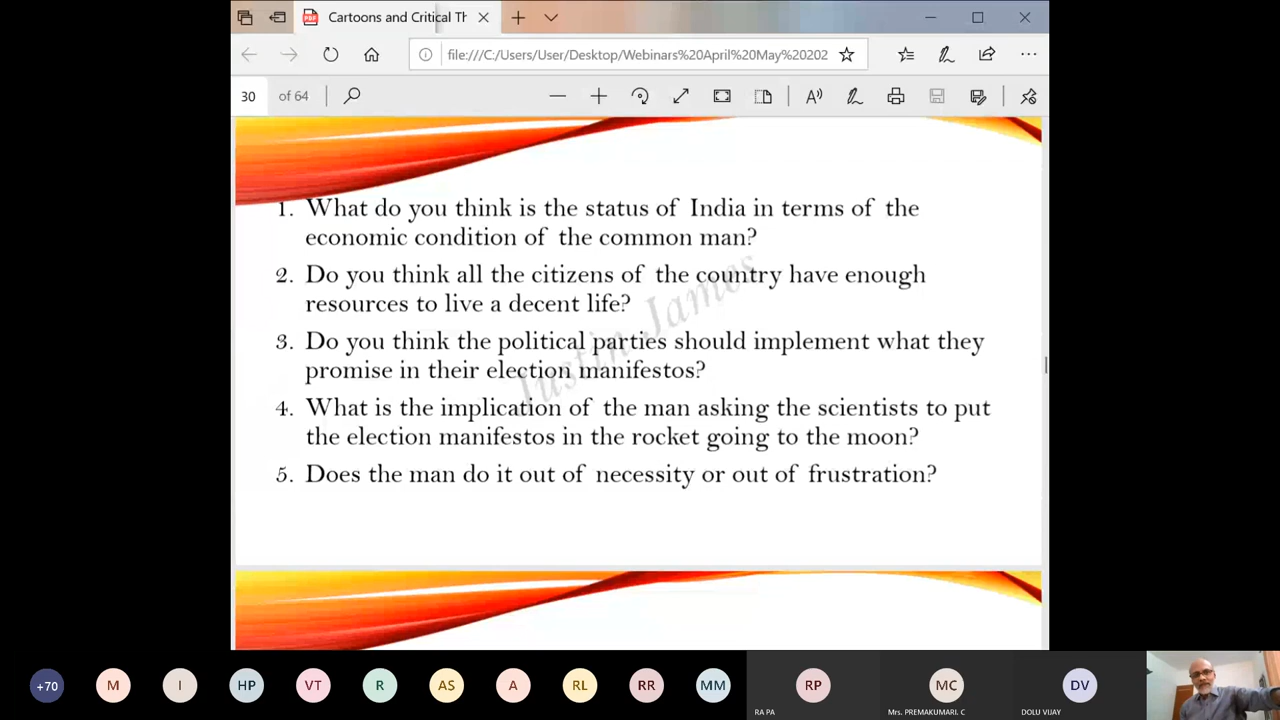 Cartoons and Critical Th
file:///C:/Users/User/Desktop/Webinars%20April%20May%20202
30 of 64
1. What do you think is the status of India in terms of the
economic condition of the common man?
2. Do you think all the citizens of the country have enough
resources to live a decent life?
3. Do you think the political parties should implement what they
promise in their election manifestos?
4. What is the implication of the man asking the scientists to put
the election manifestos in the rocket going to the moon?
5. Does the man do it out of necessity or out of frustration?
Justin James
+70 M I HP VT R AS A RL RR MM RP MC DV
RA PA Mrs. PREMAKUMARI. C DOLU VIJAY